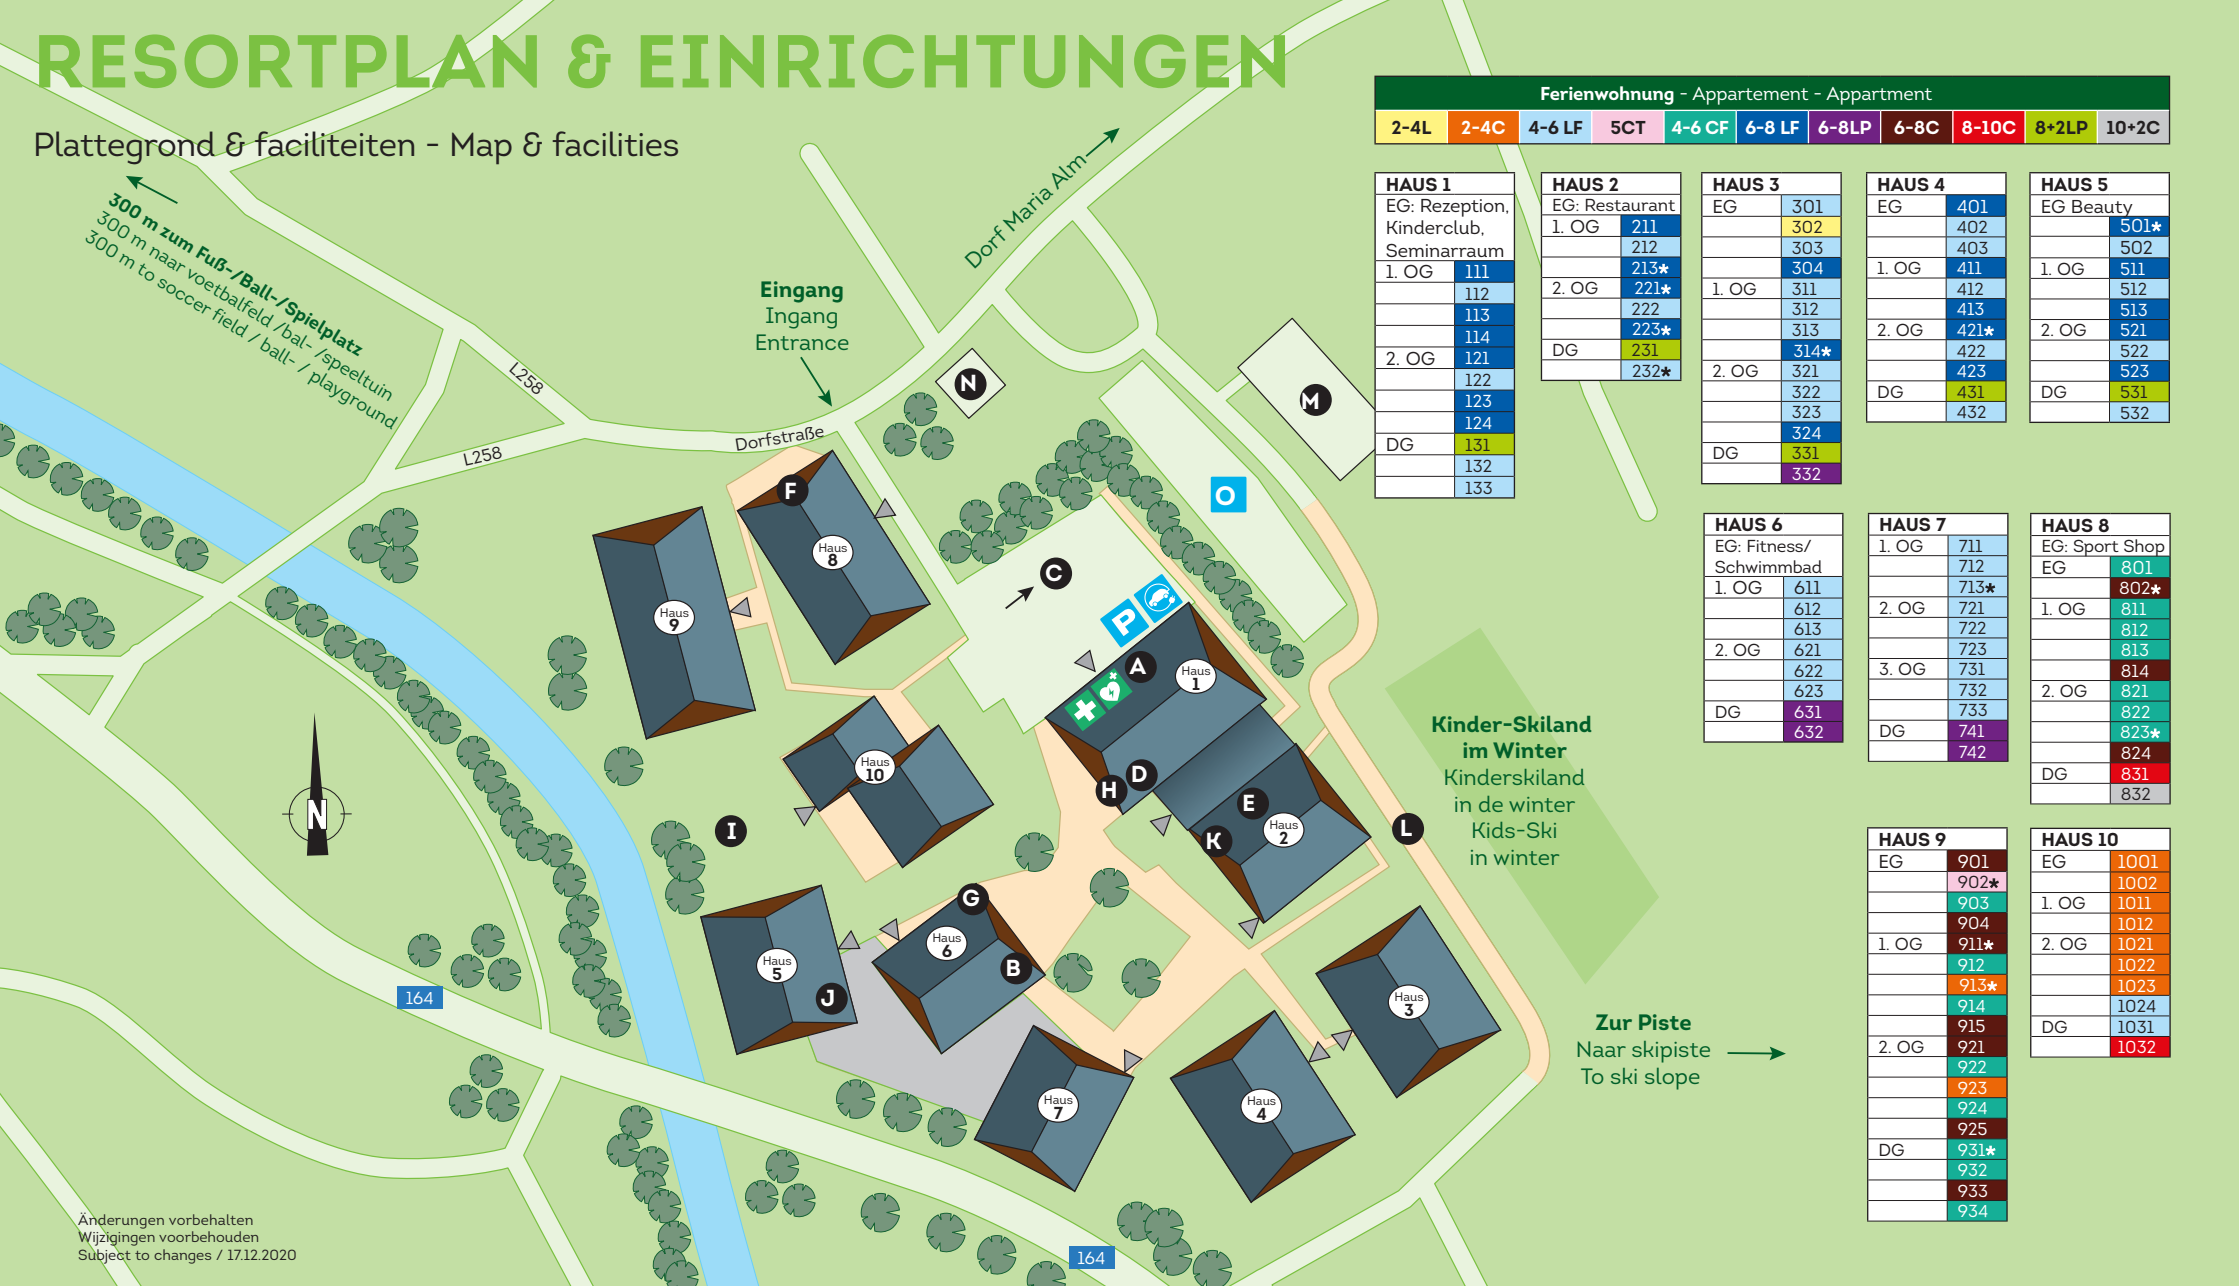 RESORTPLAN & EINRICHTUNGEN
Plattegrond & faciliteiten - Map & facilities
300 m zum Fuß-/Ball-/Spielplatz
300 m naar voetbalfeld /bal- /speeltuin
300 m to soccer field / ball- / playground
L258
L258
Dorfstraße
Eingang
Ingang
Entrance
Dorf Maria Alm
N
M
O
C
P
F
Haus
8
Haus
9
A
Haus
1
Haus
10
H
D
E
K
Haus
2
L
I
G
Haus
6
B
Haus
5
J
Haus
7
Haus
4
Haus
3
N
164
164
Kinder-Skiland
im Winter
Kinderskiland
in de winter
Kids-Ski
in winter
Zur Piste
Naar skipiste
To ski slope
Änderungen vorbehalten
Wijzigingen voorbehouden
Subject to changes / 17.12.2020
Ferienwohnung - Appartement - Appartment
2-4L 2-4C 4-6 LF 5CT 4-6 CF 6-8 LF 6-8LP 6-8C 8-10C 8+2LP 10+2C
HAUS 1
EG: Rezeption,
Kinderclub,
Seminarraum
1. OG 111
112
113
114
2. OG 121
122
123
124
DG 131
132
133
HAUS 2
EG: Restaurant
1. OG 211
212
213*
2. OG 221*
222
223*
DG 231
232*
HAUS 3
EG 301
302
303
304
1. OG 311
312
313
314*
2. OG 321
322
323
324
DG 331
332
HAUS 4
EG 401
402
403
1. OG 411
412
413
2. OG 421*
422
423
DG 431
432
HAUS 5
EG Beauty
501*
502
1. OG 511
512
513
2. OG 521
522
523
DG 531
532
HAUS 6
EG: Fitness/
Schwimmbad
1. OG 611
612
613
2. OG 621
622
623
DG 631
632
HAUS 7
1. OG 711
712
713*
2. OG 721
722
723
3. OG 731
732
733
DG 741
742
HAUS 8
EG: Sport Shop
EG 801
802*
1. OG 811
812
813
814
2. OG 821
822
823*
824
DG 831
832
HAUS 9
EG 901
902*
903
904
1. OG 911*
912
913*
914
915
2. OG 921
922
923
924
925
DG 931*
932
933
934
HAUS 10
EG 1001
1002
1. OG 1011
1012
2. OG 1021
1022
1023
1024
DG 1031
1032